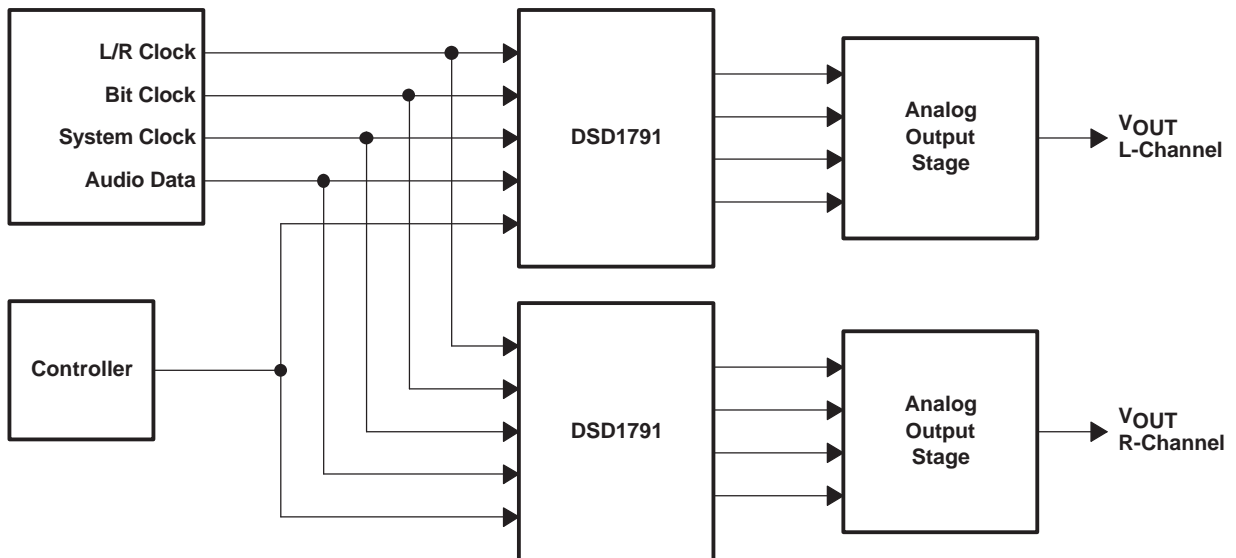 L/R Clock
Bit Clock
System Clock
Audio Data
DSD1791
Analog
Output
Stage
VOUT
L-Channel
Controller
DSD1791
Analog
Output
Stage
VOUT
R-Channel